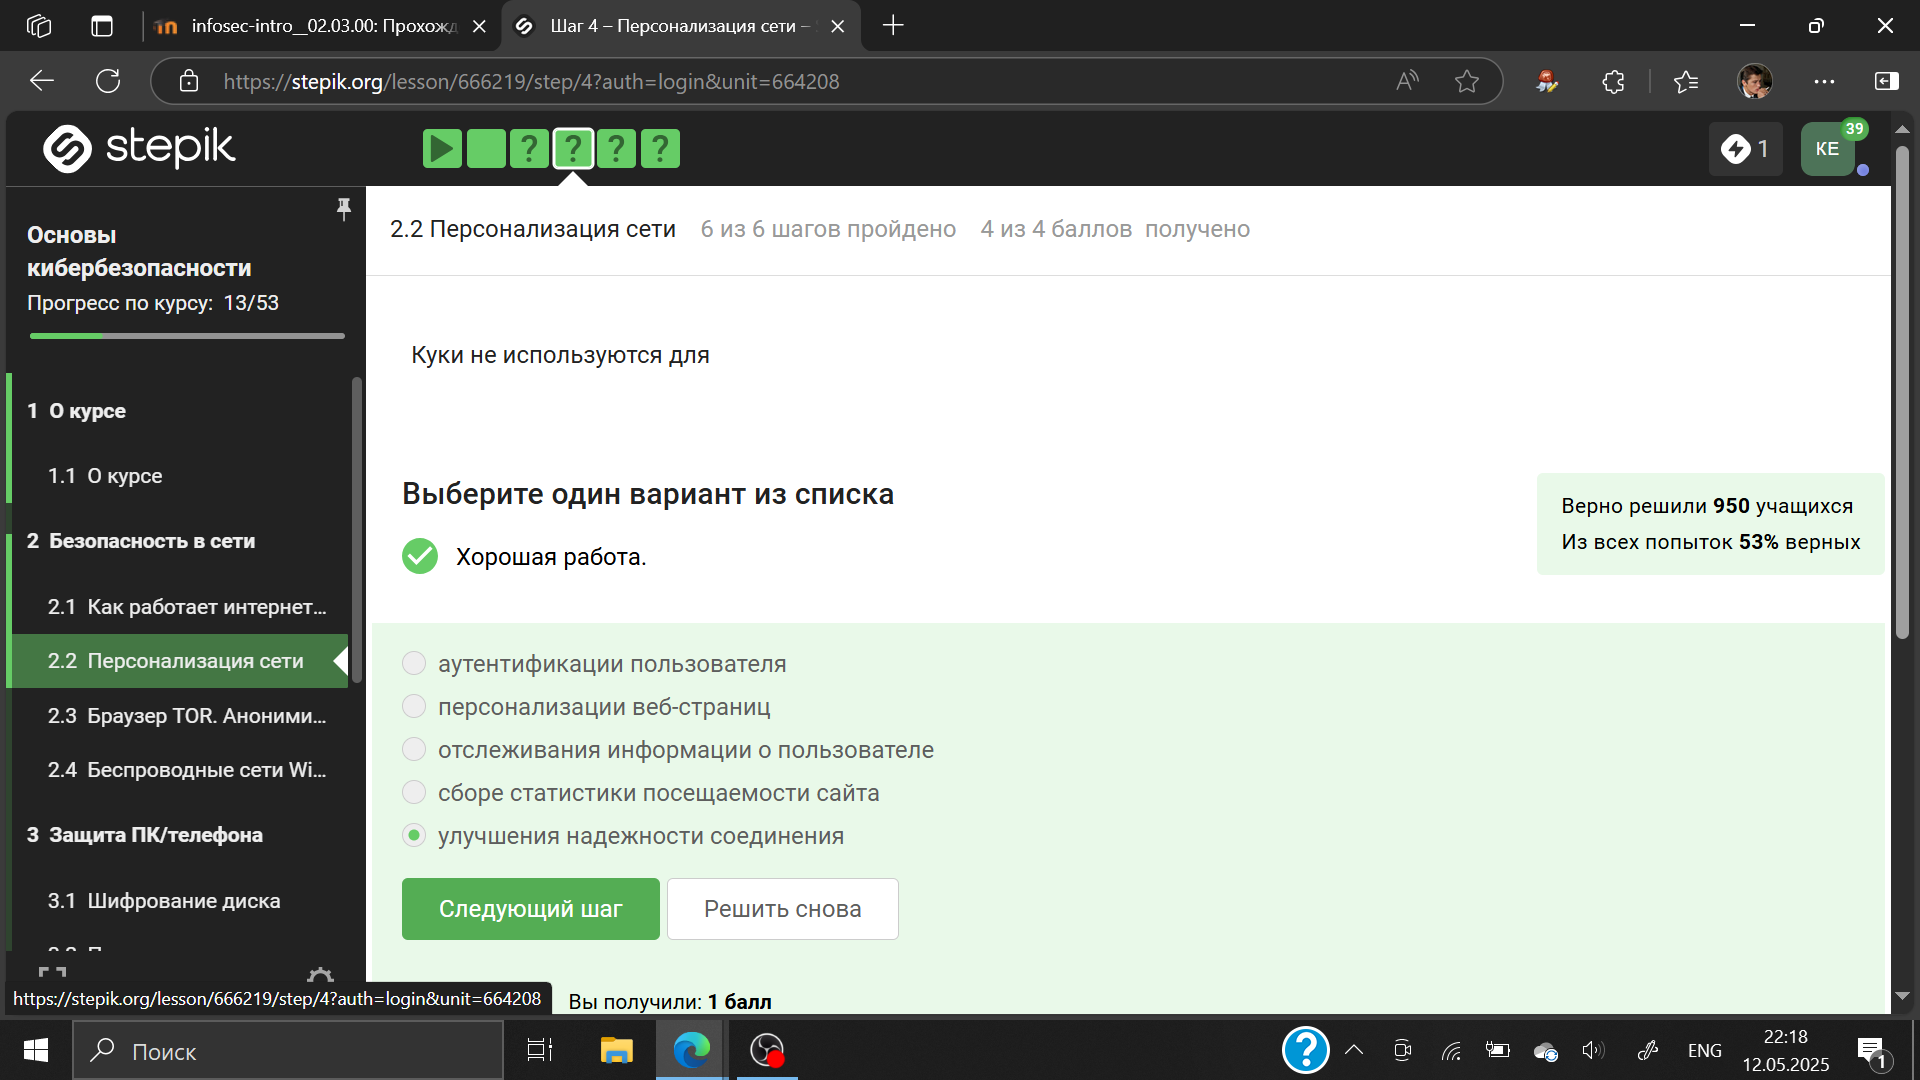 infosec-intro__02.03.00: Прохожд
Шаг 4 – Персонализация сети –
https://stepik.org/lesson/666219/step/4?auth=login&unit=664208
stepik
? ? ? ?
1
КЕ
39
Основы
кибербезопасности
Прогресс по курсу: 13/53
1 О курсе
1.1 О курсе
2 Безопасность в сети
2.1 Как работает интернет...
2.2 Персонализация сети
2.3 Браузер TOR. Аноними...
2.4 Беспроводные сети Wi...
3 Защита ПК/телефона
3.1 Шифрование диска
2.2 Персонализация сети 6 из 6 шагов пройдено 4 из 4 баллов получено
Куки не используются для
Выберите один вариант из списка
Хорошая работа.
Верно решили 950 учащихся
Из всех попыток 53% верных
аутентификации пользователя
персонализации веб-страниц
отслеживания информации о пользователе
сборе статистики посещаемости сайта
улучшения надежности соединения
Следующий шаг
Решить снова
Вы получили: 1 балл
https://stepik.org/lesson/666219/step/4?auth=login&unit=664208
Поиск
?
ENG
22:18
12.05.2025
1